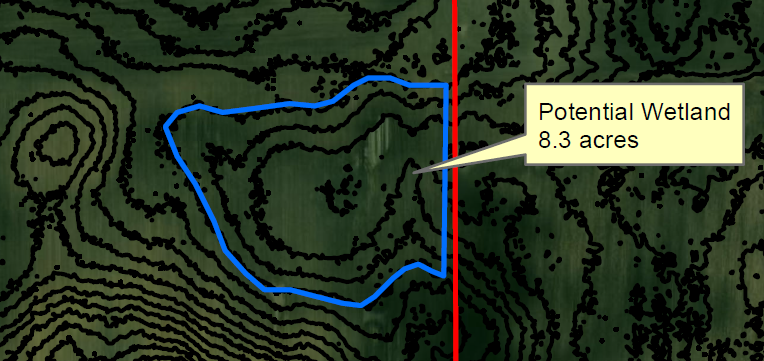 Potential Wetland
8.3 acres